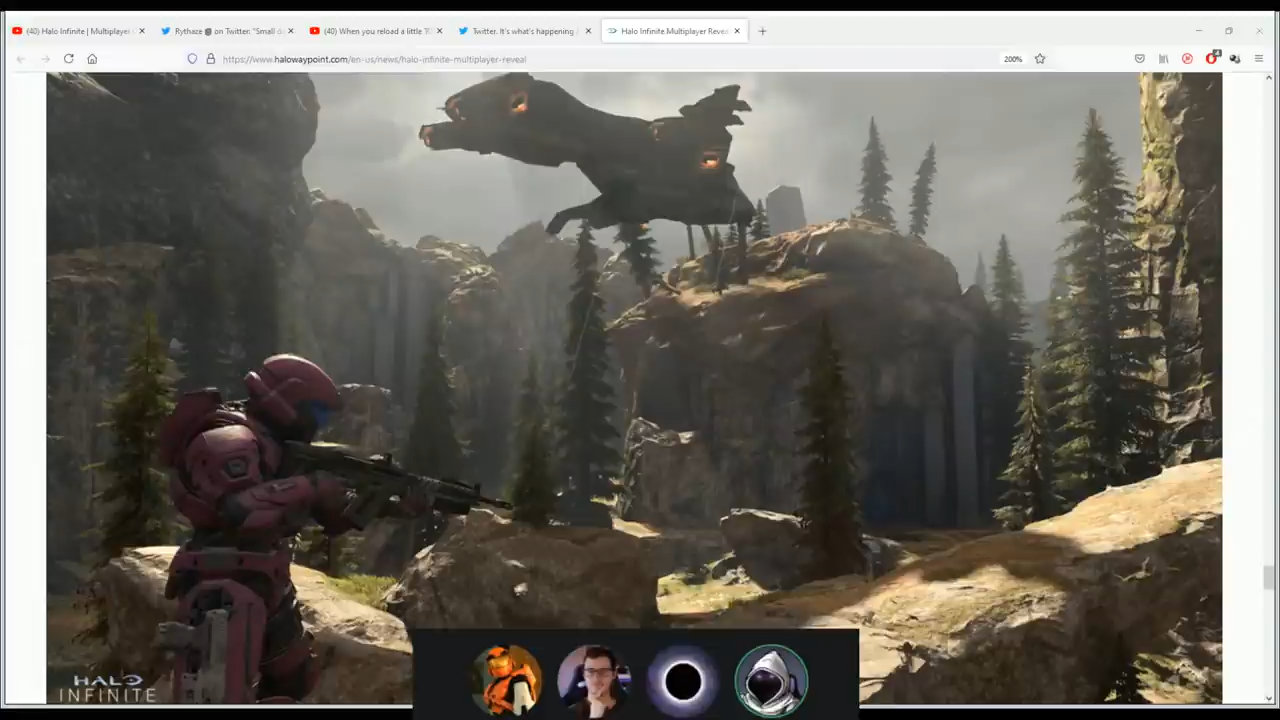 (40) Halo Infinite | Multiplayer
Rythaze @ on Twitter: "Small d
(40) When you reload a little 'T
Twitter. It's what's happening /
Halo Infinite Multiplayer Revea
https://www.halowaypoint.com/en-us/news/halo-infinite-multiplayer-reveal
200%
4
HALO
INFINITE